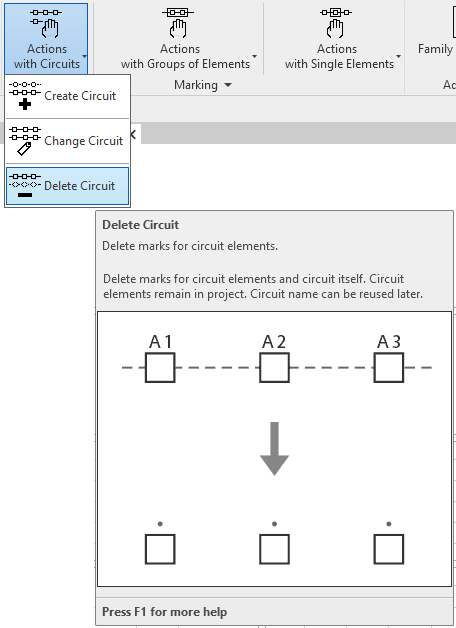 Actions
with Circuits
Actions
with Groups of Elements
Actions
with Single Elements
Family
Marking
Ad
Create Circuit
Change Circuit
Delete Circuit
Delete Circuit
Delete marks for circuit elements.
Delete marks for circuit elements and circuit itself. Circuit
elements remain in project. Circuit name can be reused later.
A 1 A 2 A 3
Press F1 for more help